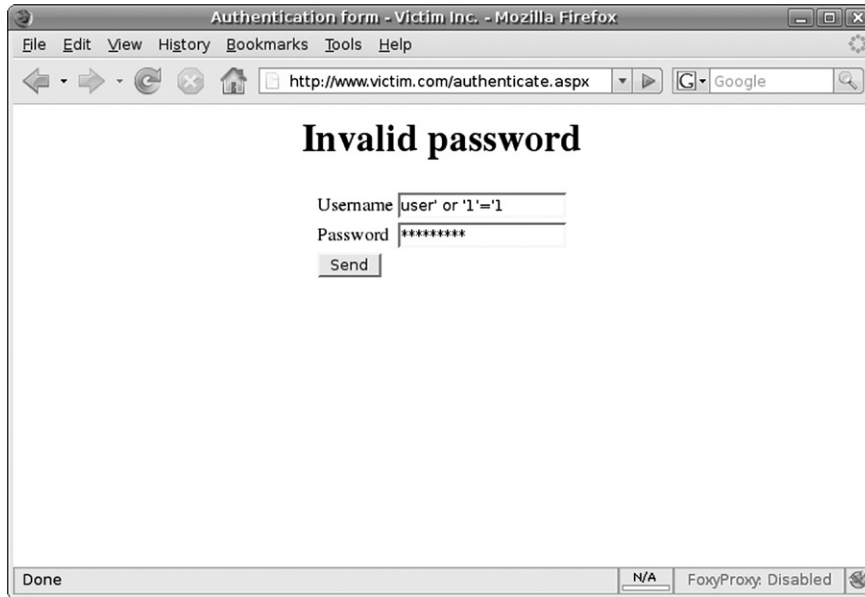 Authentication form - Victim Inc. - Mozilla Firefox
File Edit View History Bookmarks Tools Help
http://www.victim.com/authenticate.aspx G Google
Invalid password
Username user' or '1'='1
Password *********
Send
Done N/A FoxyProxy: Disabled